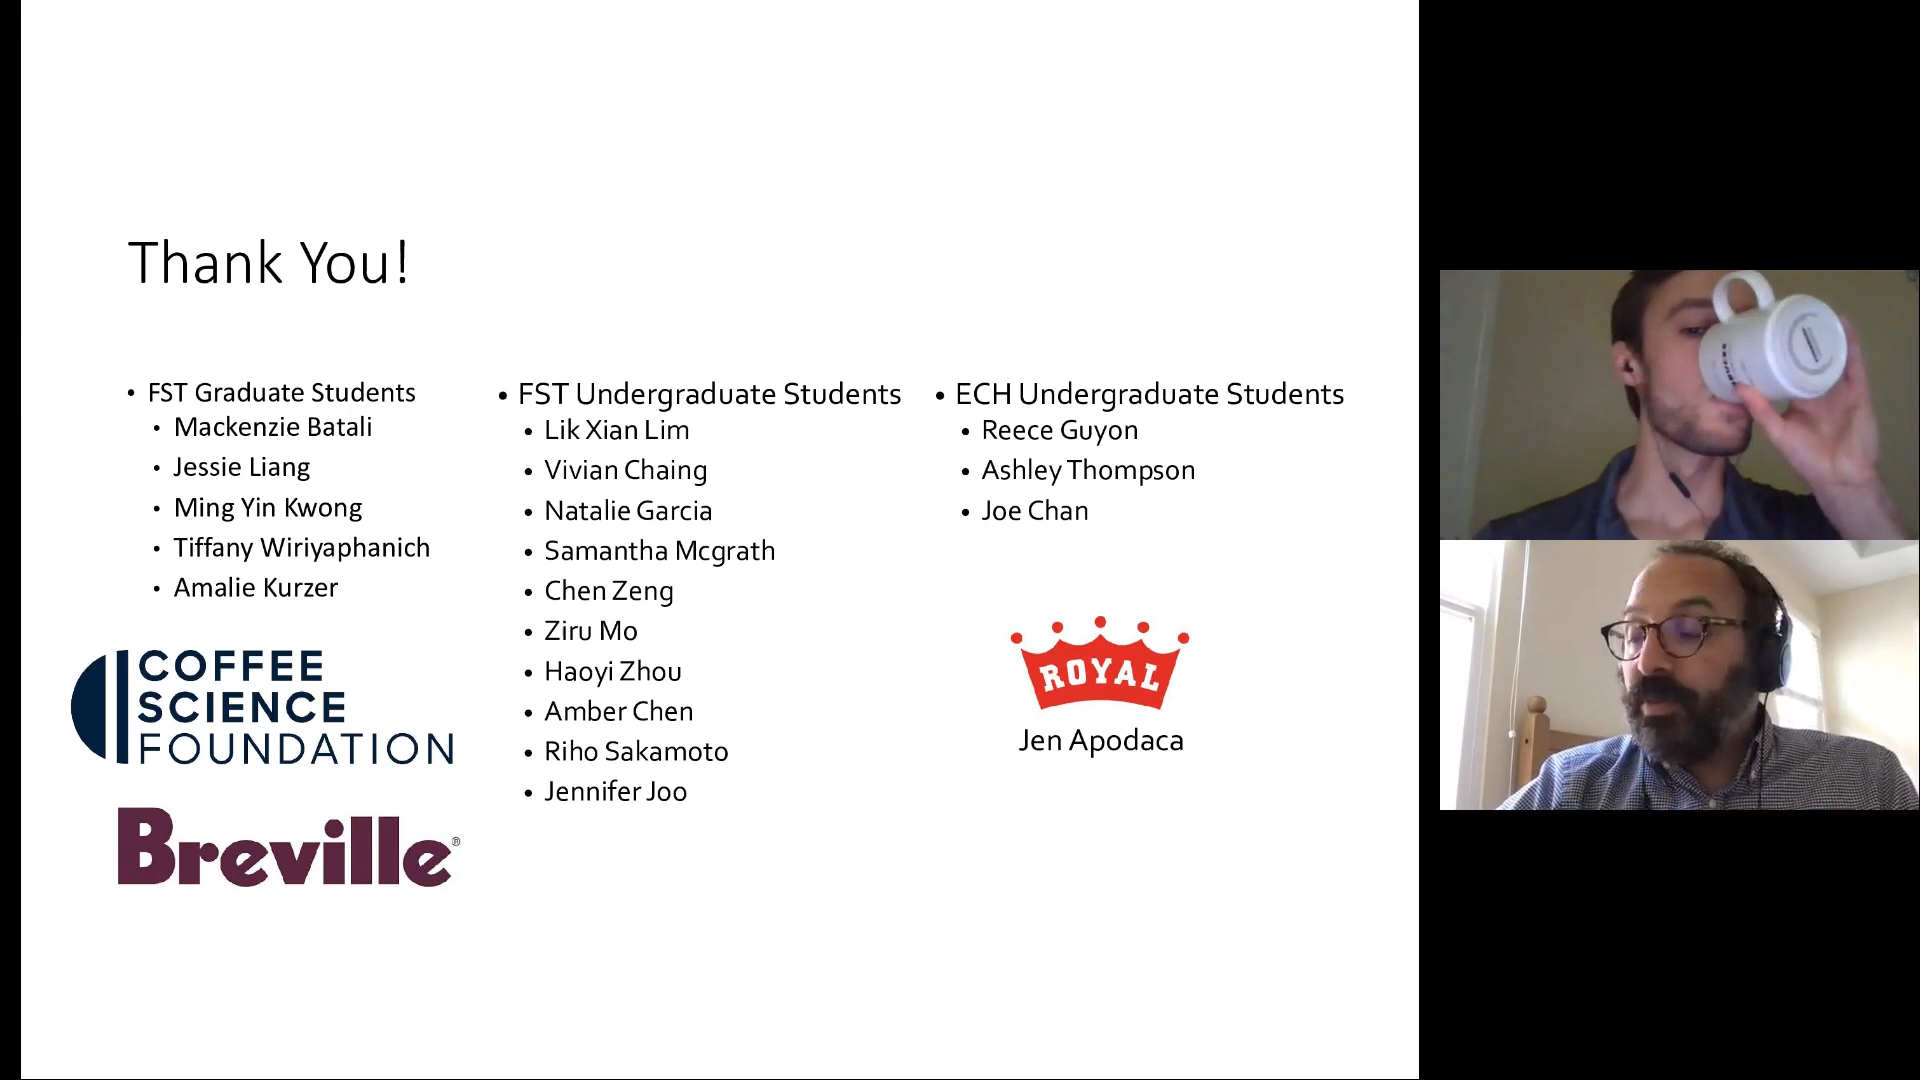 Thank You!
• FST Graduate Students
• Mackenzie Batali
• Jessie Liang
• Ming Yin Kwong
• Tiffany Wiriyaphanich
• Amalie Kurzer
COFFEE
SCIENCE
FOUNDATION
Breville®
• FST Undergraduate Students
• Lik Xian Lim
• Vivian Chaing
• Natalie Garcia
• Samantha Mcgrath
• Chen Zeng
• Ziru Mo
• Haoyi Zhou
• Amber Chen
• Riho Sakamoto
• Jennifer Joo
• ECH Undergraduate Students
• Reece Guyon
• Ashley Thompson
• Joe Chan
ROYAL
Jen Apodaca